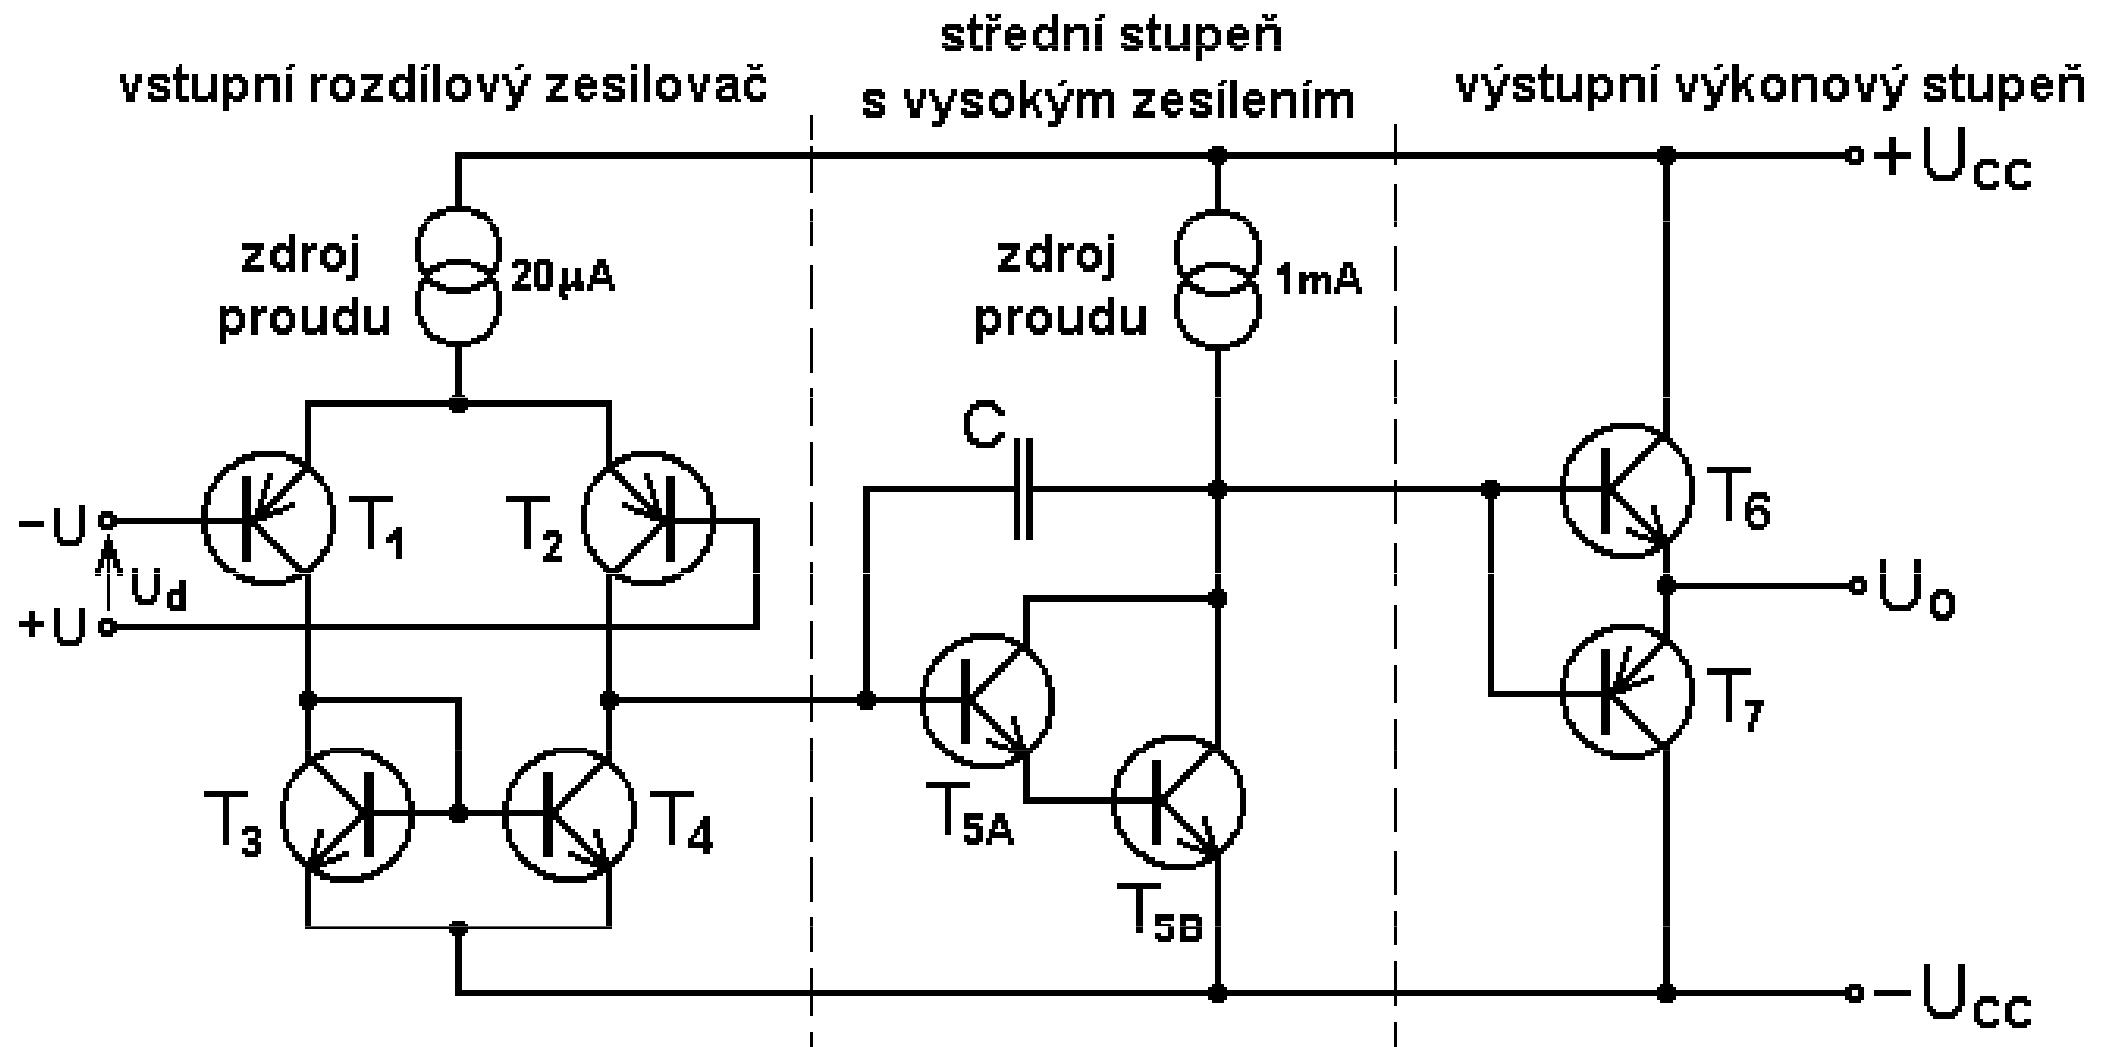 vstupní rozdílový zesilovač
střední stupeň
s vysokým zesílením
výstupní výkonový stupeň
+UCC
zdroj
proudu
20µA
zdroj
proudu
1mA
C
-U
Ud
+U
T1
T2
T6
U0
T7
T3
T4
T5A
T5B
-UCC